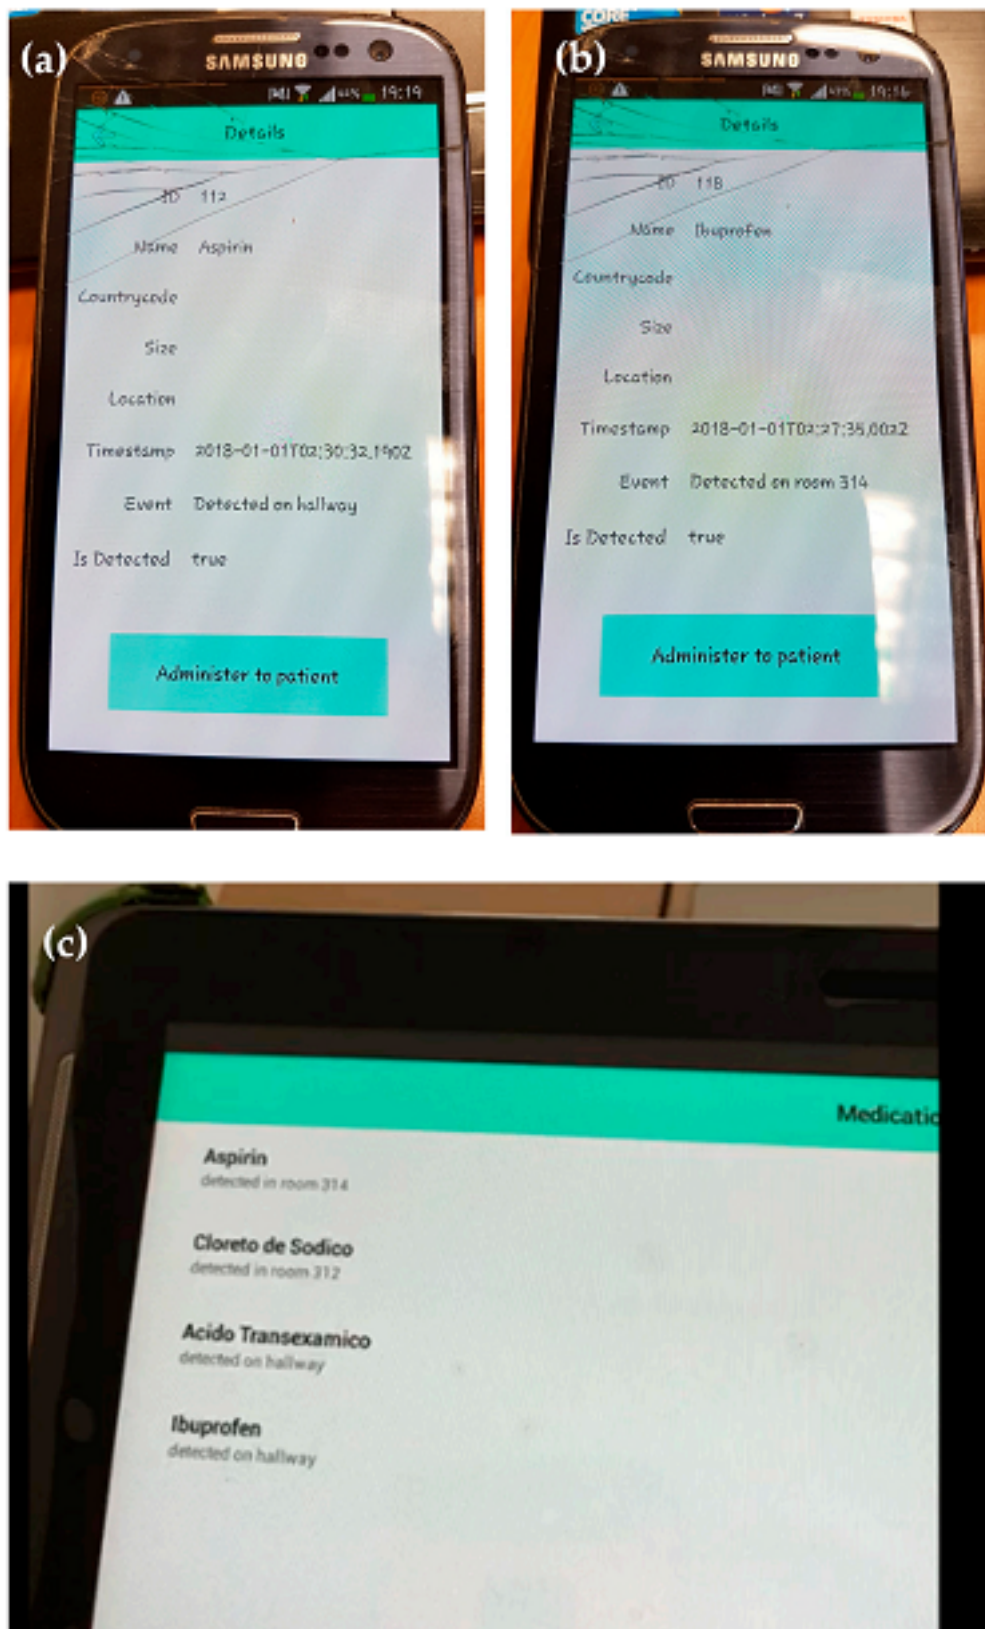 (a)
SAMSUNG
19:19
Details
ID 112
Name Aspirin
Countrycode
Size
Location
Timestamp 2018-01-01T02:30:32.190Z
Event Detected on hallway
Is Detected true
Administer to patient
(b)
CORE
SAMSUNG
19:16
Details
ID 118
Name Ibuprofen
Countrycode
Size
Location
Timestamp 2018-01-01T02:27:35.002Z
Event Detected on room 314
Is Detected true
Administer to patient
(c)
Medicatio
Aspirin
detected in room 314
Cloreto de Sodico
detected in room 312
Acido Transexamico
detected on hallway
Ibuprofen
detected on hallway